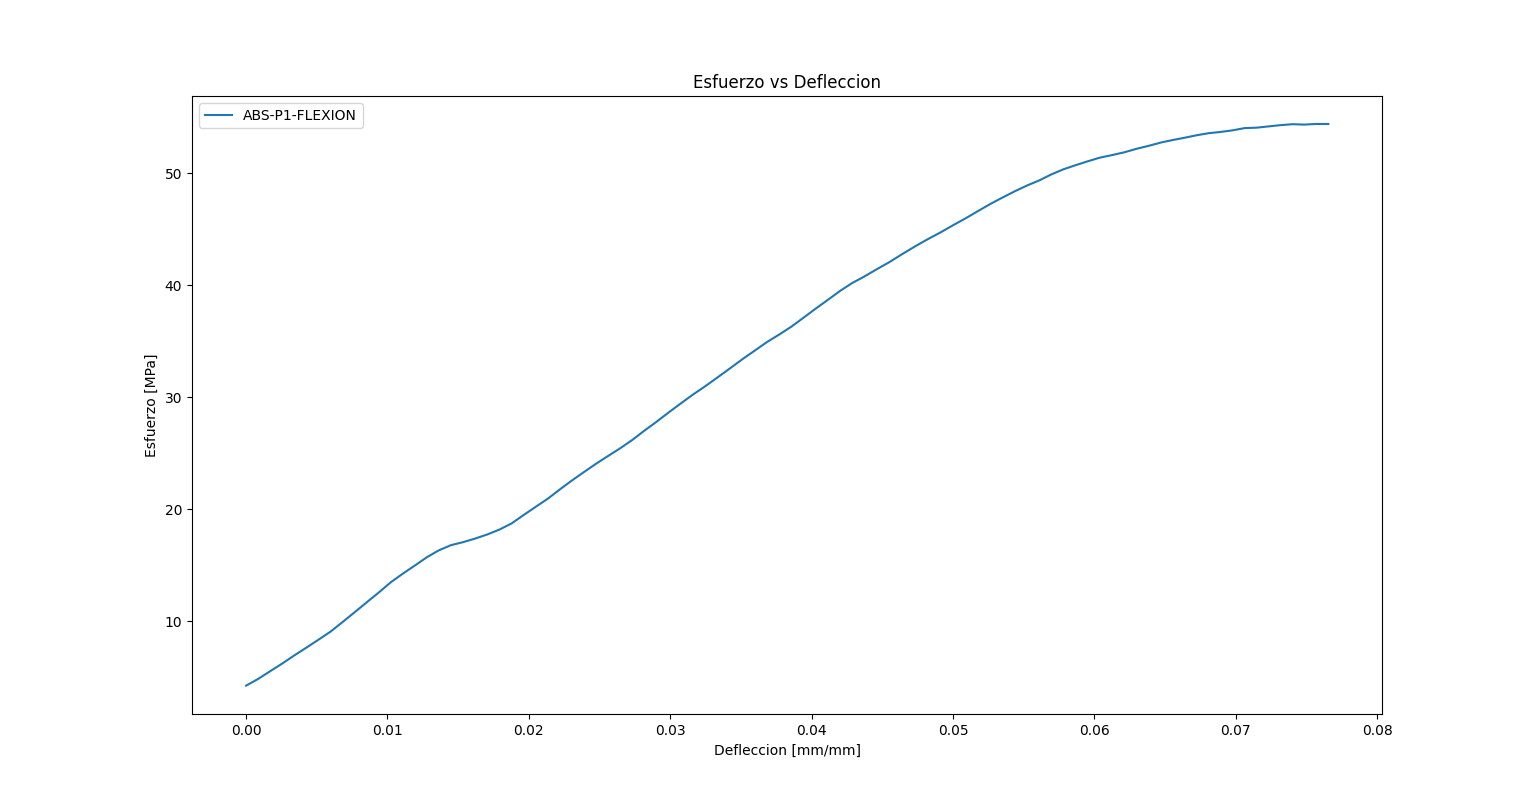 Esfuerzo vs Defleccion
ABS-P1-FLEXION
50
40
30
20
10
Esfuerzo [MPa]
0.00 0.01 0.02 0.03 0.04 0.05 0.06 0.07 0.08
Defleccion [mm/mm]